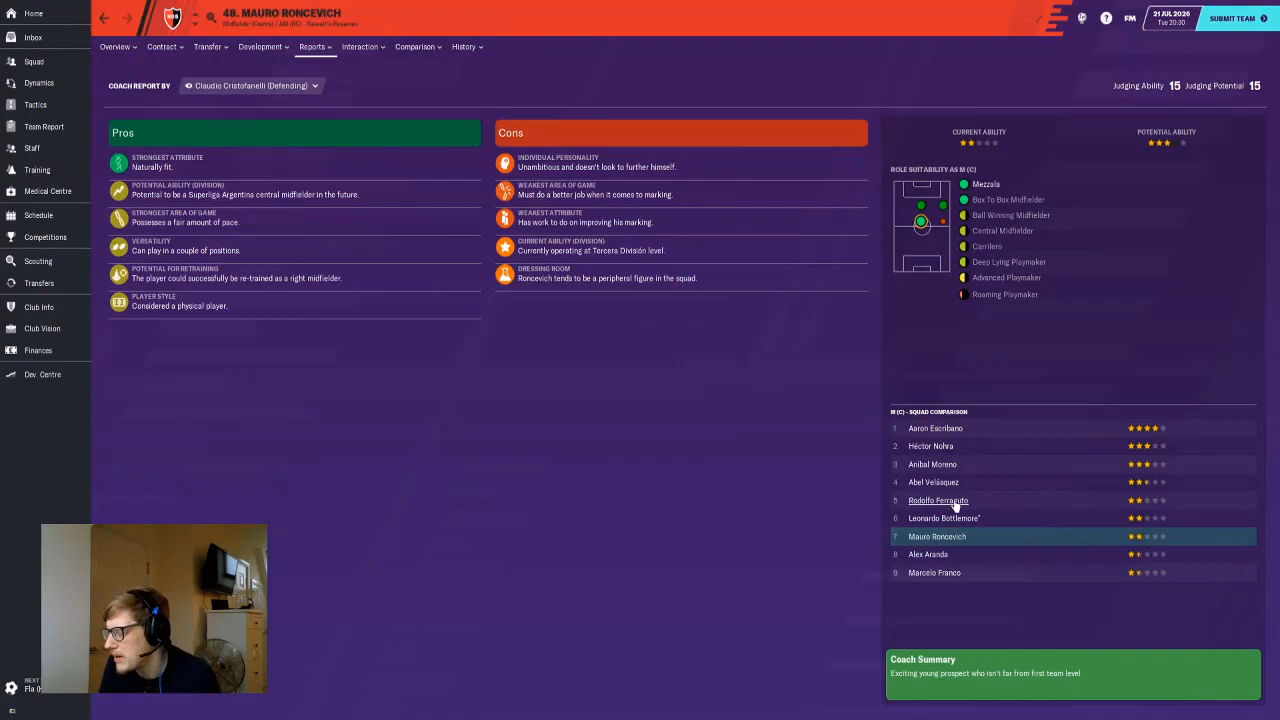 Home
Inbox
Squad
Dynamics
Tactics
Team Report
Staff
Training
Medical Centre
Schedule
Competitions
Scouting
Transfers
Club Info
Club Vision
Finances
Dev. Centre
NEXT
Fla (
48. MAURO RONCEVICH
Midfielder (Centre) / AM (RC) - Newell's Reserves
FM
21 JUL 2026
Tue 20:30
SUBMIT TEAM
Overview Contract Transfer Development Reports Interaction Comparison History
COACH REPORT BY Claudio Cristofanelli (Defending)
Judging Ability 15 Judging Potential 15
Pros
STRONGEST ATTRIBUTE
Naturally fit.
POTENTIAL ABILITY (DIVISION)
Potential to be a Superliga Argentina central midfielder in the future.
STRONGEST AREA OF GAME
Possesses a fair amount of pace.
VERSATILITY
Can play in a couple of positions.
POTENTIAL FOR RETRAINING
The player could successfully be re-trained as a right midfielder.
PLAYER STYLE
Considered a physical player.
Cons
INDIVIDUAL PERSONALITY
Unambitious and doesn't look to further himself.
WEAKEST AREA OF GAME
Must do a better job when it comes to marking.
WEAKEST ATTRIBUTE
Has work to do on improving his marking.
CURRENT ABILITY (DIVISION)
Currently operating at Tercera División level.
DRESSING ROOM
Roncevich tends to be a peripheral figure in the squad.
CURRENT ABILITY
POTENTIAL ABILITY
ROLE SUITABILITY AS M (C)
Mezzala
Box To Box Midfielder
Ball Winning Midfielder
Central Midfielder
Carrilero
Deep Lying Playmaker
Advanced Playmaker
Roaming Playmaker
M (C) - SQUAD COMPARISON
1 Aaron Escribano
2 Héctor Nohra
3 Anibal Moreno
4 Abel Velásquez
5 Rodolfo Ferraguto
6 Leonardo Bottlemore*
7 Mauro Roncevich
8 Alex Aranda
9 Marcelo Franco
Coach Summary
Exciting young prospect who isn't far from first team level